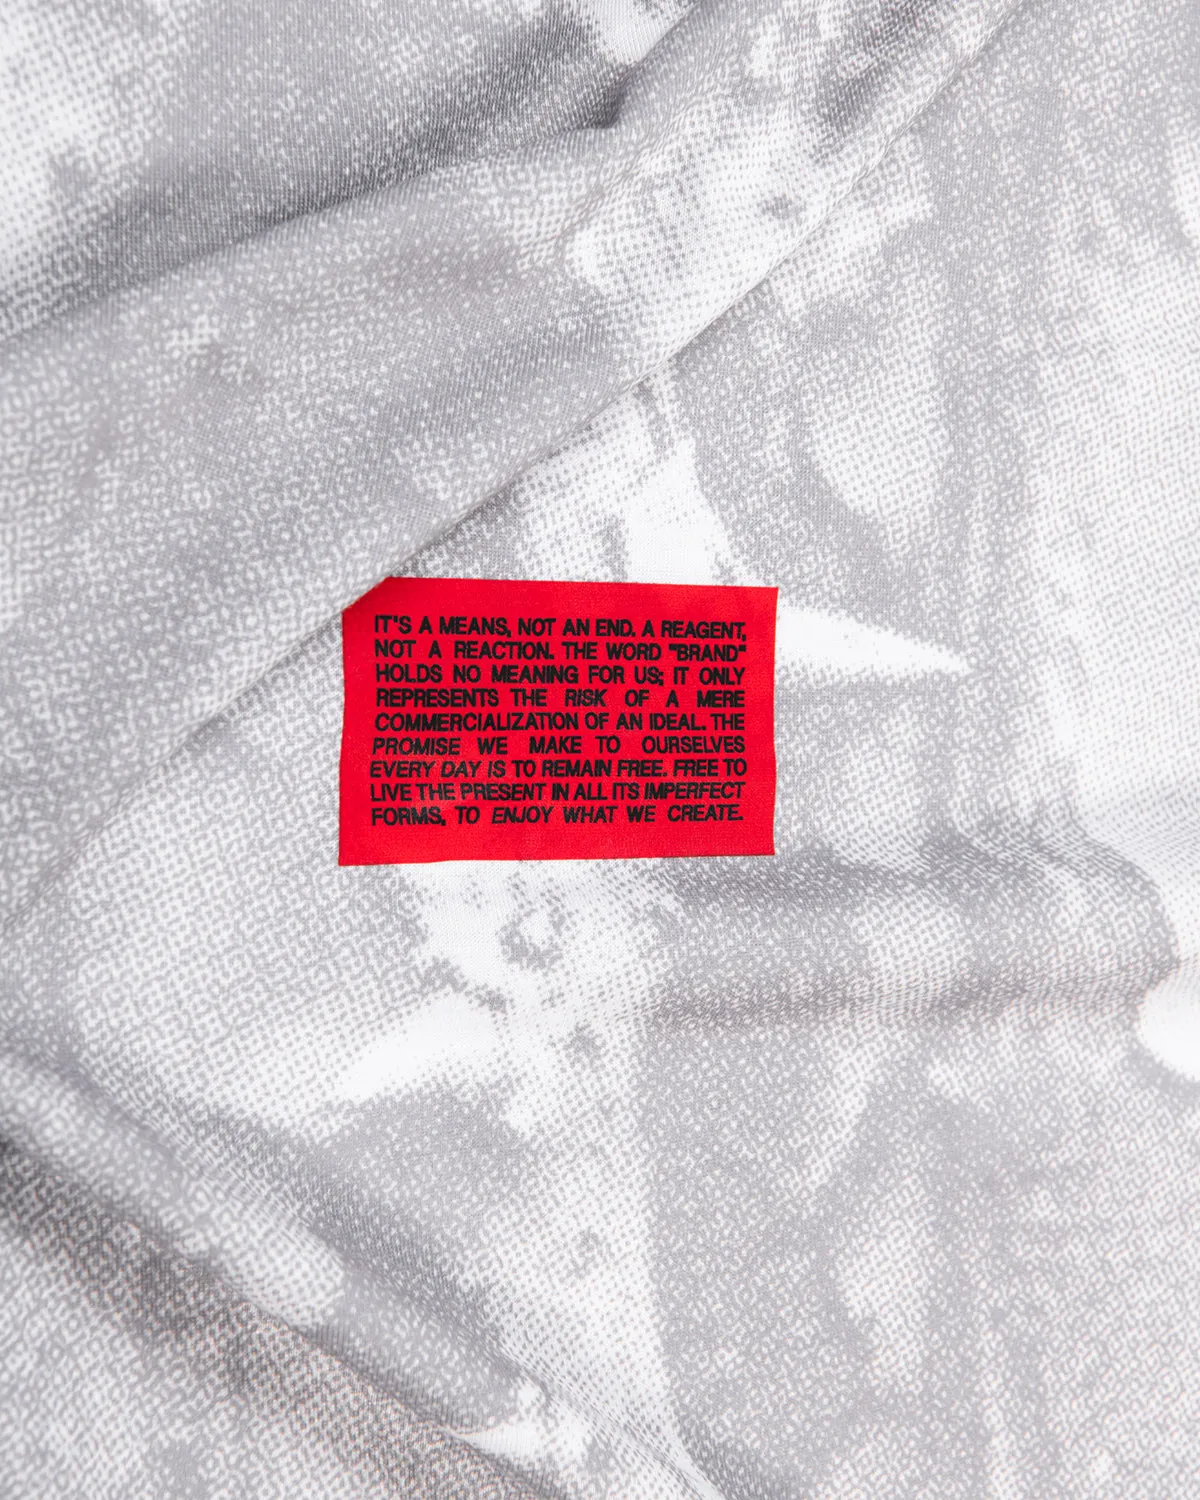 IT'S A MEANS, NOT AN END. A REAGENT,
NOT A REACTION. THE WORD "BRAND"
HOLDS NO MEANING FOR US; IT ONLY
REPRESENTS THE RISK OF A MERE
COMMERCIALIZATION OF AN IDEAL. THE
PROMISE WE MAKE TO OURSELVES
EVERY DAY IS TO REMAIN FREE. FREE TO
LIVE THE PRESENT IN ALL ITS IMPERFECT
FORMS, TO ENJOY WHAT WE CREATE.